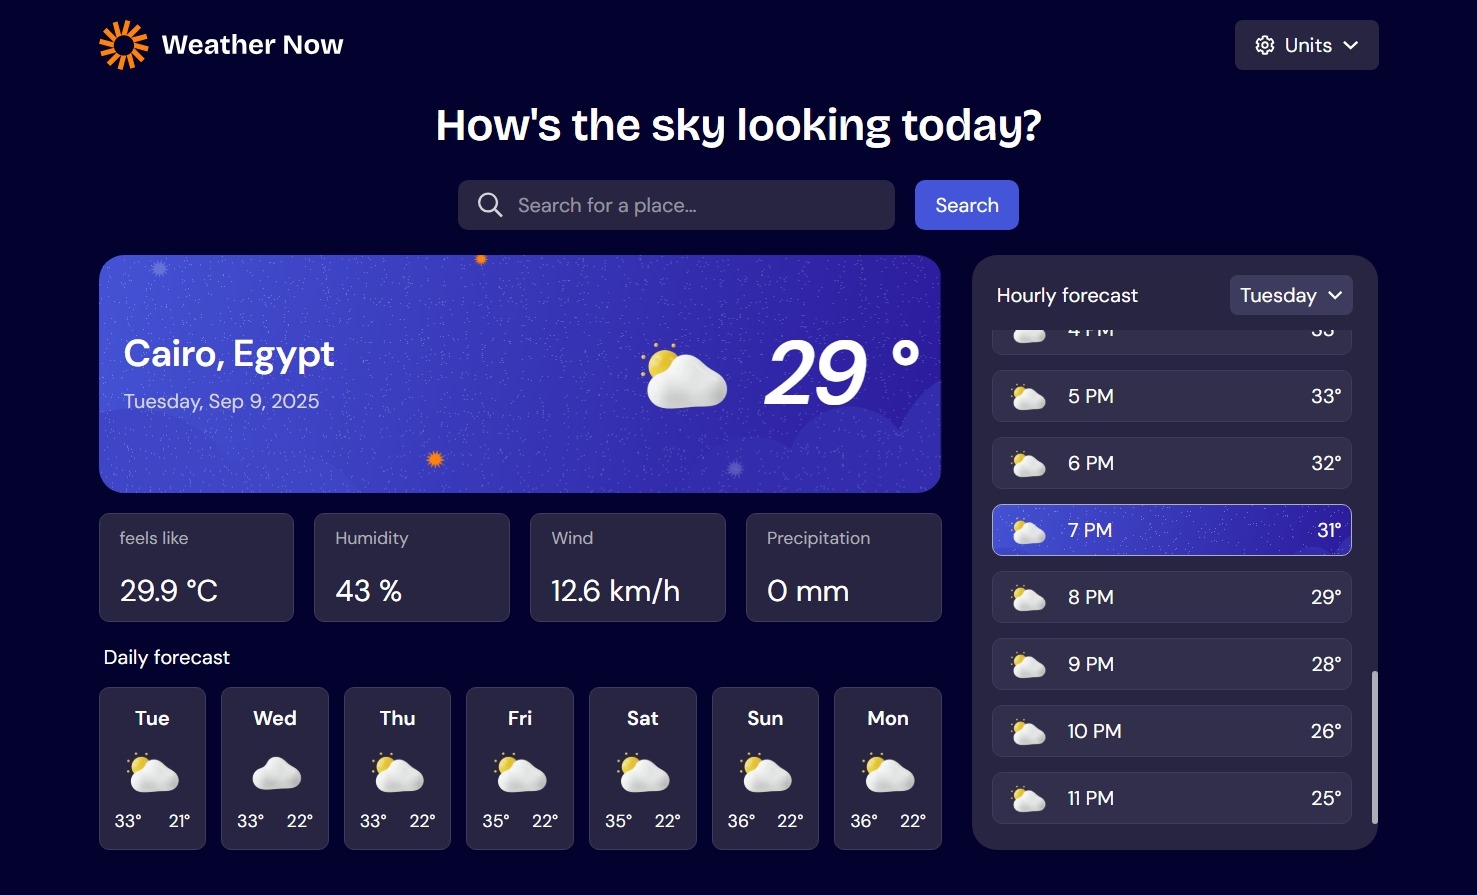 Weather Now
Units
How's the sky looking today?
Search for a place...
Search
Cairo, Egypt
Tuesday, Sep 9, 2025
29 °
feels like
29.9 °C
Humidity
43 %
Wind
12.6 km/h
Precipitation
0 mm
Daily forecast
Tue
33° 21°
Wed
33° 22°
Thu
33° 22°
Fri
35° 22°
Sat
35° 22°
Sun
36° 22°
Mon
36° 22°
Hourly forecast
Tuesday
4 PM 33°
5 PM 33°
6 PM 32°
7 PM 31°
8 PM 29°
9 PM 28°
10 PM 26°
11 PM 25°